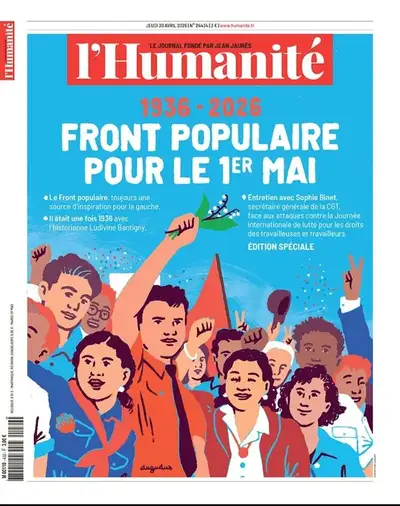 JEUDI 30 AVRIL 2026 | N° 24424 | 3 € | www.humanite.fr
l'Humanité
LE JOURNAL FONDÉ PAR JEAN JAURÈS
l'Humanité
1936 - 2026
FRONT POPULAIRE
POUR LE 1ER MAI
Le Front populaire, toujours une
source d'inspiration pour la gauche.
Il était une fois 1936 avec
l'historienne Ludivine Bantigny.
Entretien avec Sophie Binet,
secrétaire générale de la CGT,
face aux attaques contre la Journée
internationale de lutte pour les droits
des travailleuses et travailleurs.
ÉDITION SPÉCIALE
dugudus